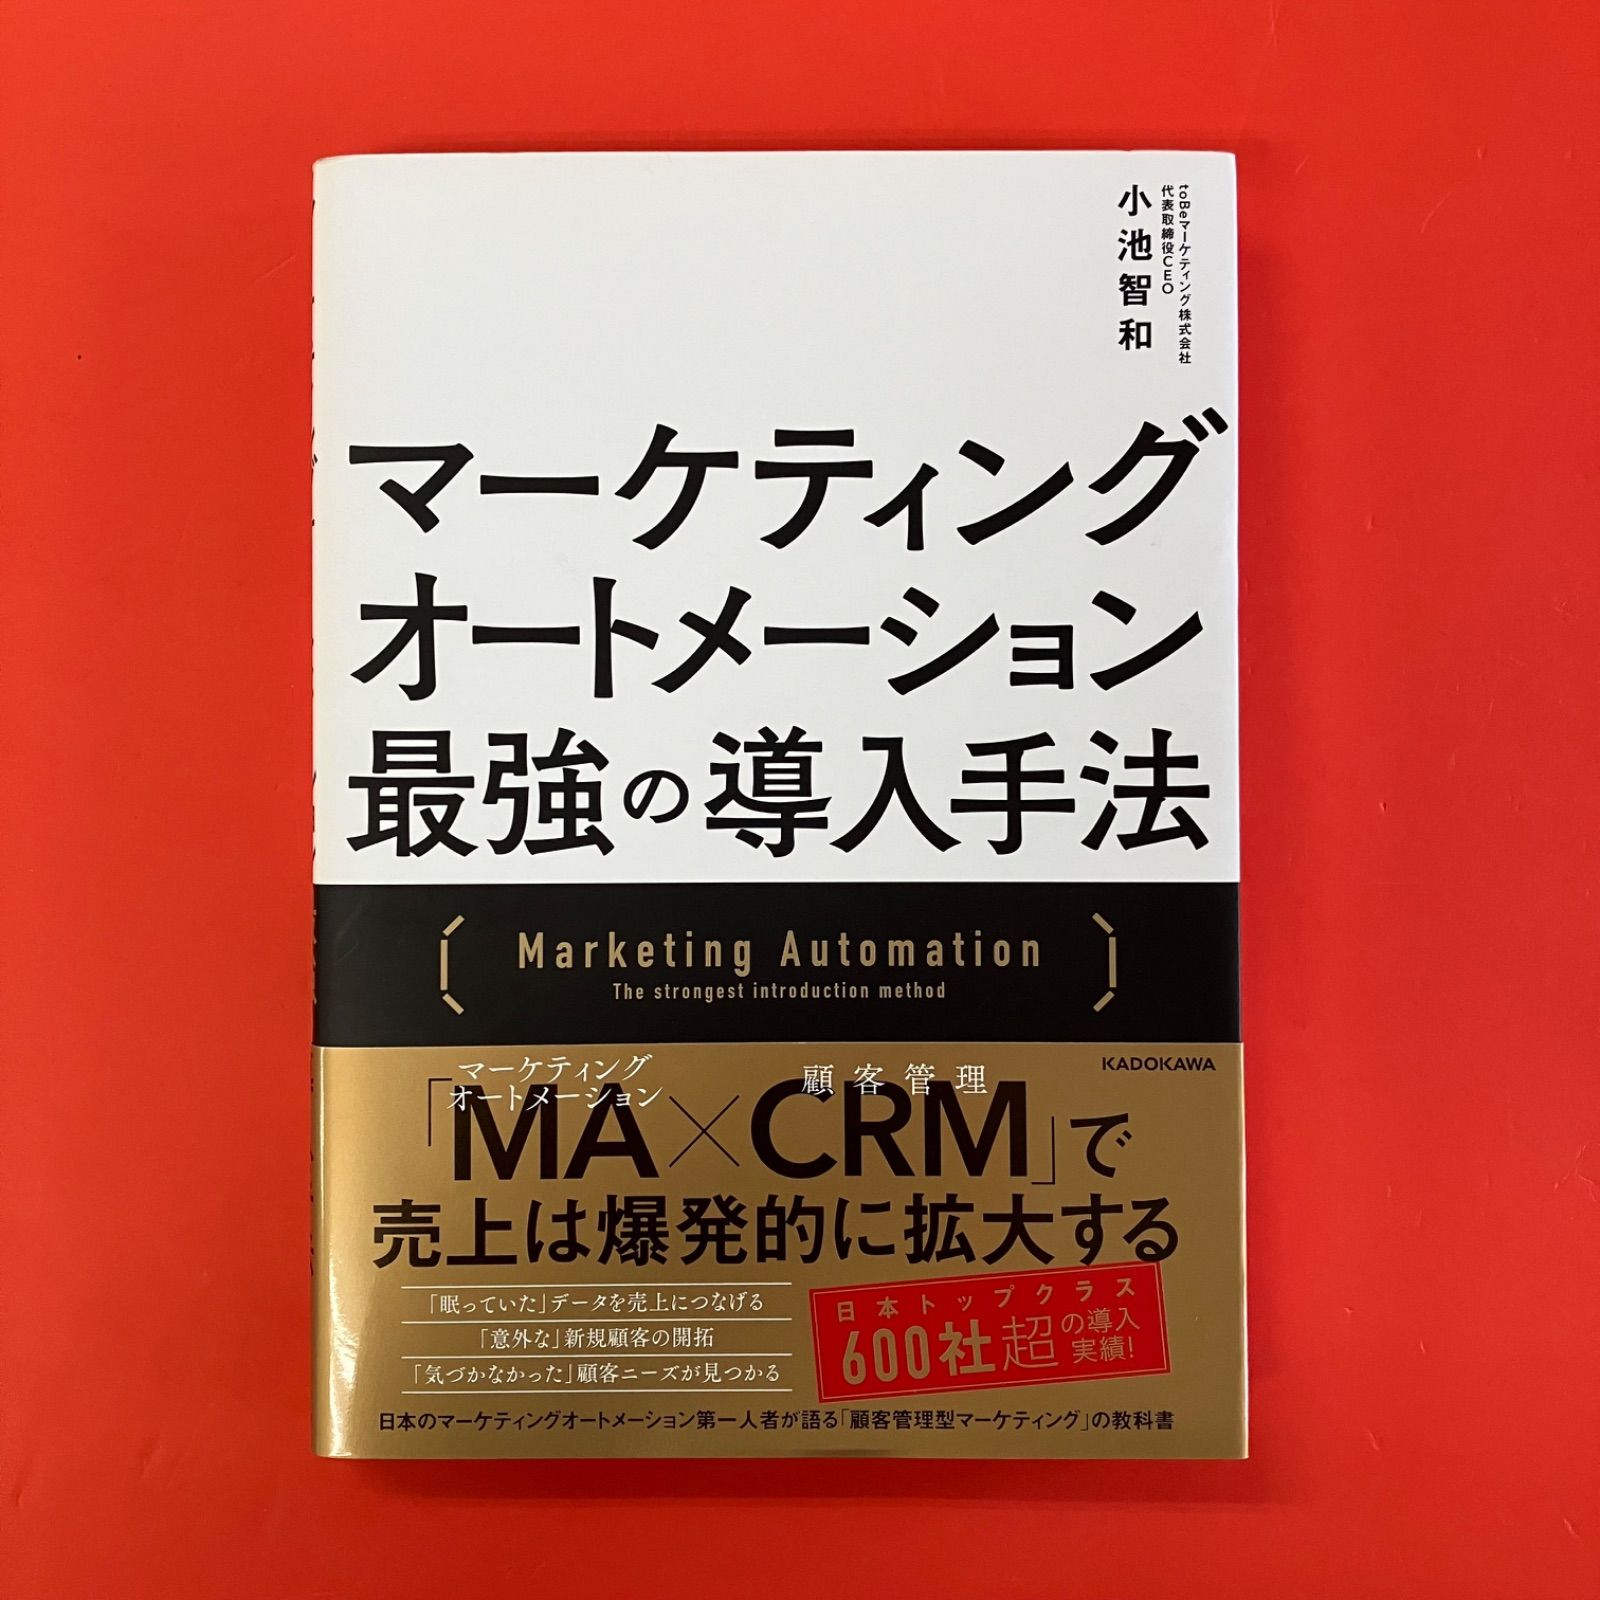 toBeマーケティング株式会社
代表取締役CEO
小池智和
マーケティング
オートメーション
最強の導入手法
Marketing Automation
The strongest introduction method
KADOKAWA
マーケティング
オートメーション
顧客管理
「MA×CRM」で
売上は爆発的に拡大する
「眠っていた」データを売上につなげる
「意外な」新規顧客の開拓
「気づかなかった」顧客ニーズが見つかる
日本トップクラス
600社超の導入
実績!
日本のマーケティングオートメーション第一人者が語る「顧客管理型マーケティング」の教科書